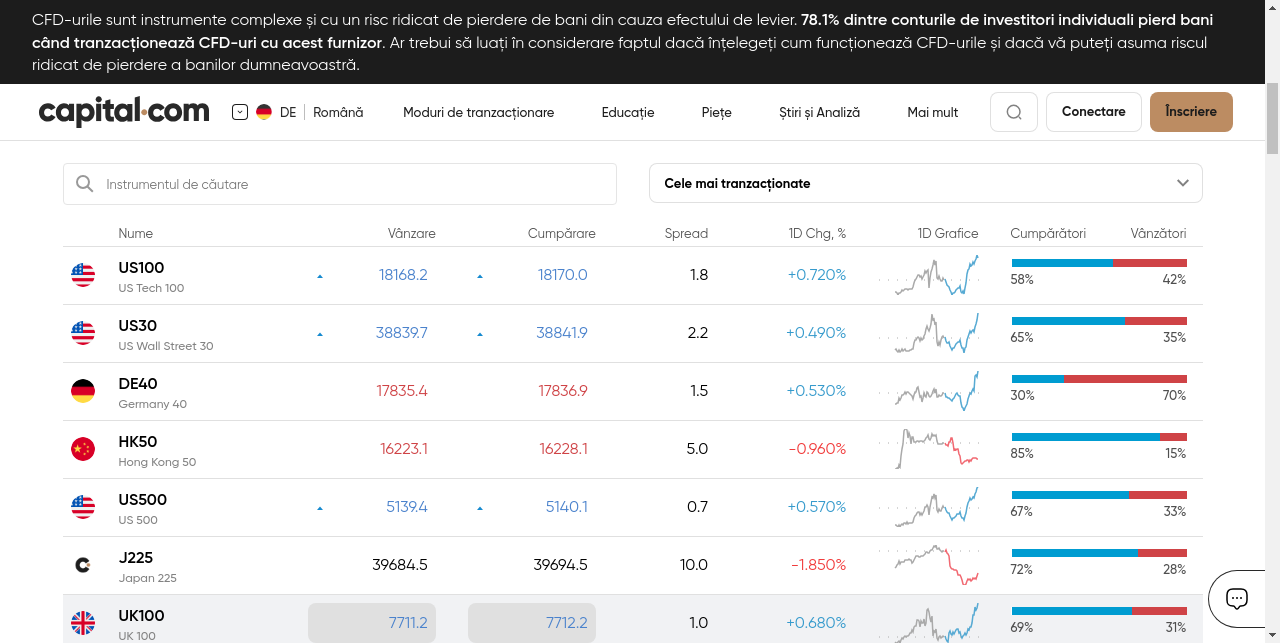 CFD-urile sunt instrumente complexe și cu un risc ridicat de pierdere de bani din cauza efectului de levier. 78.1% dintre conturile de investitori individuali pierd bani
când tranzacționează CFD-uri cu acest furnizor. Ar trebui să luați în considerare faptul dacă înțelegeți cum funcționează CFD-urile și dacă vă puteți asuma riscul
ridicat de pierdere a banilor dumneavoastră.
capital.com DE Română Moduri de tranzacționare Educație Piețe Știri și Analiză Mai mult Conectare Înscriere
Instrumentul de căutare Cele mai tranzacționate
Nume Vânzare Cumpărare Spread 1D Chg, % 1D Grafice Cumpărători Vânzători
US100 18168.2 18170.0 1.8 +0.720% 58% 42%
US Tech 100
US30 38839.7 38841.9 2.2 +0.490% 65% 35%
US Wall Street 30
DE40 17835.4 17836.9 1.5 +0.530% 30% 70%
Germany 40
HK50 16223.1 16228.1 5.0 -0.960% 85% 15%
Hong Kong 50
US500 5139.4 5140.1 0.7 +0.570% 67% 33%
US 500
J225 39684.5 39694.5 10.0 -1.850% 72% 28%
Japan 225
UK100 7711.2 7712.2 1.0 +0.680% 69% 31%
UK 100